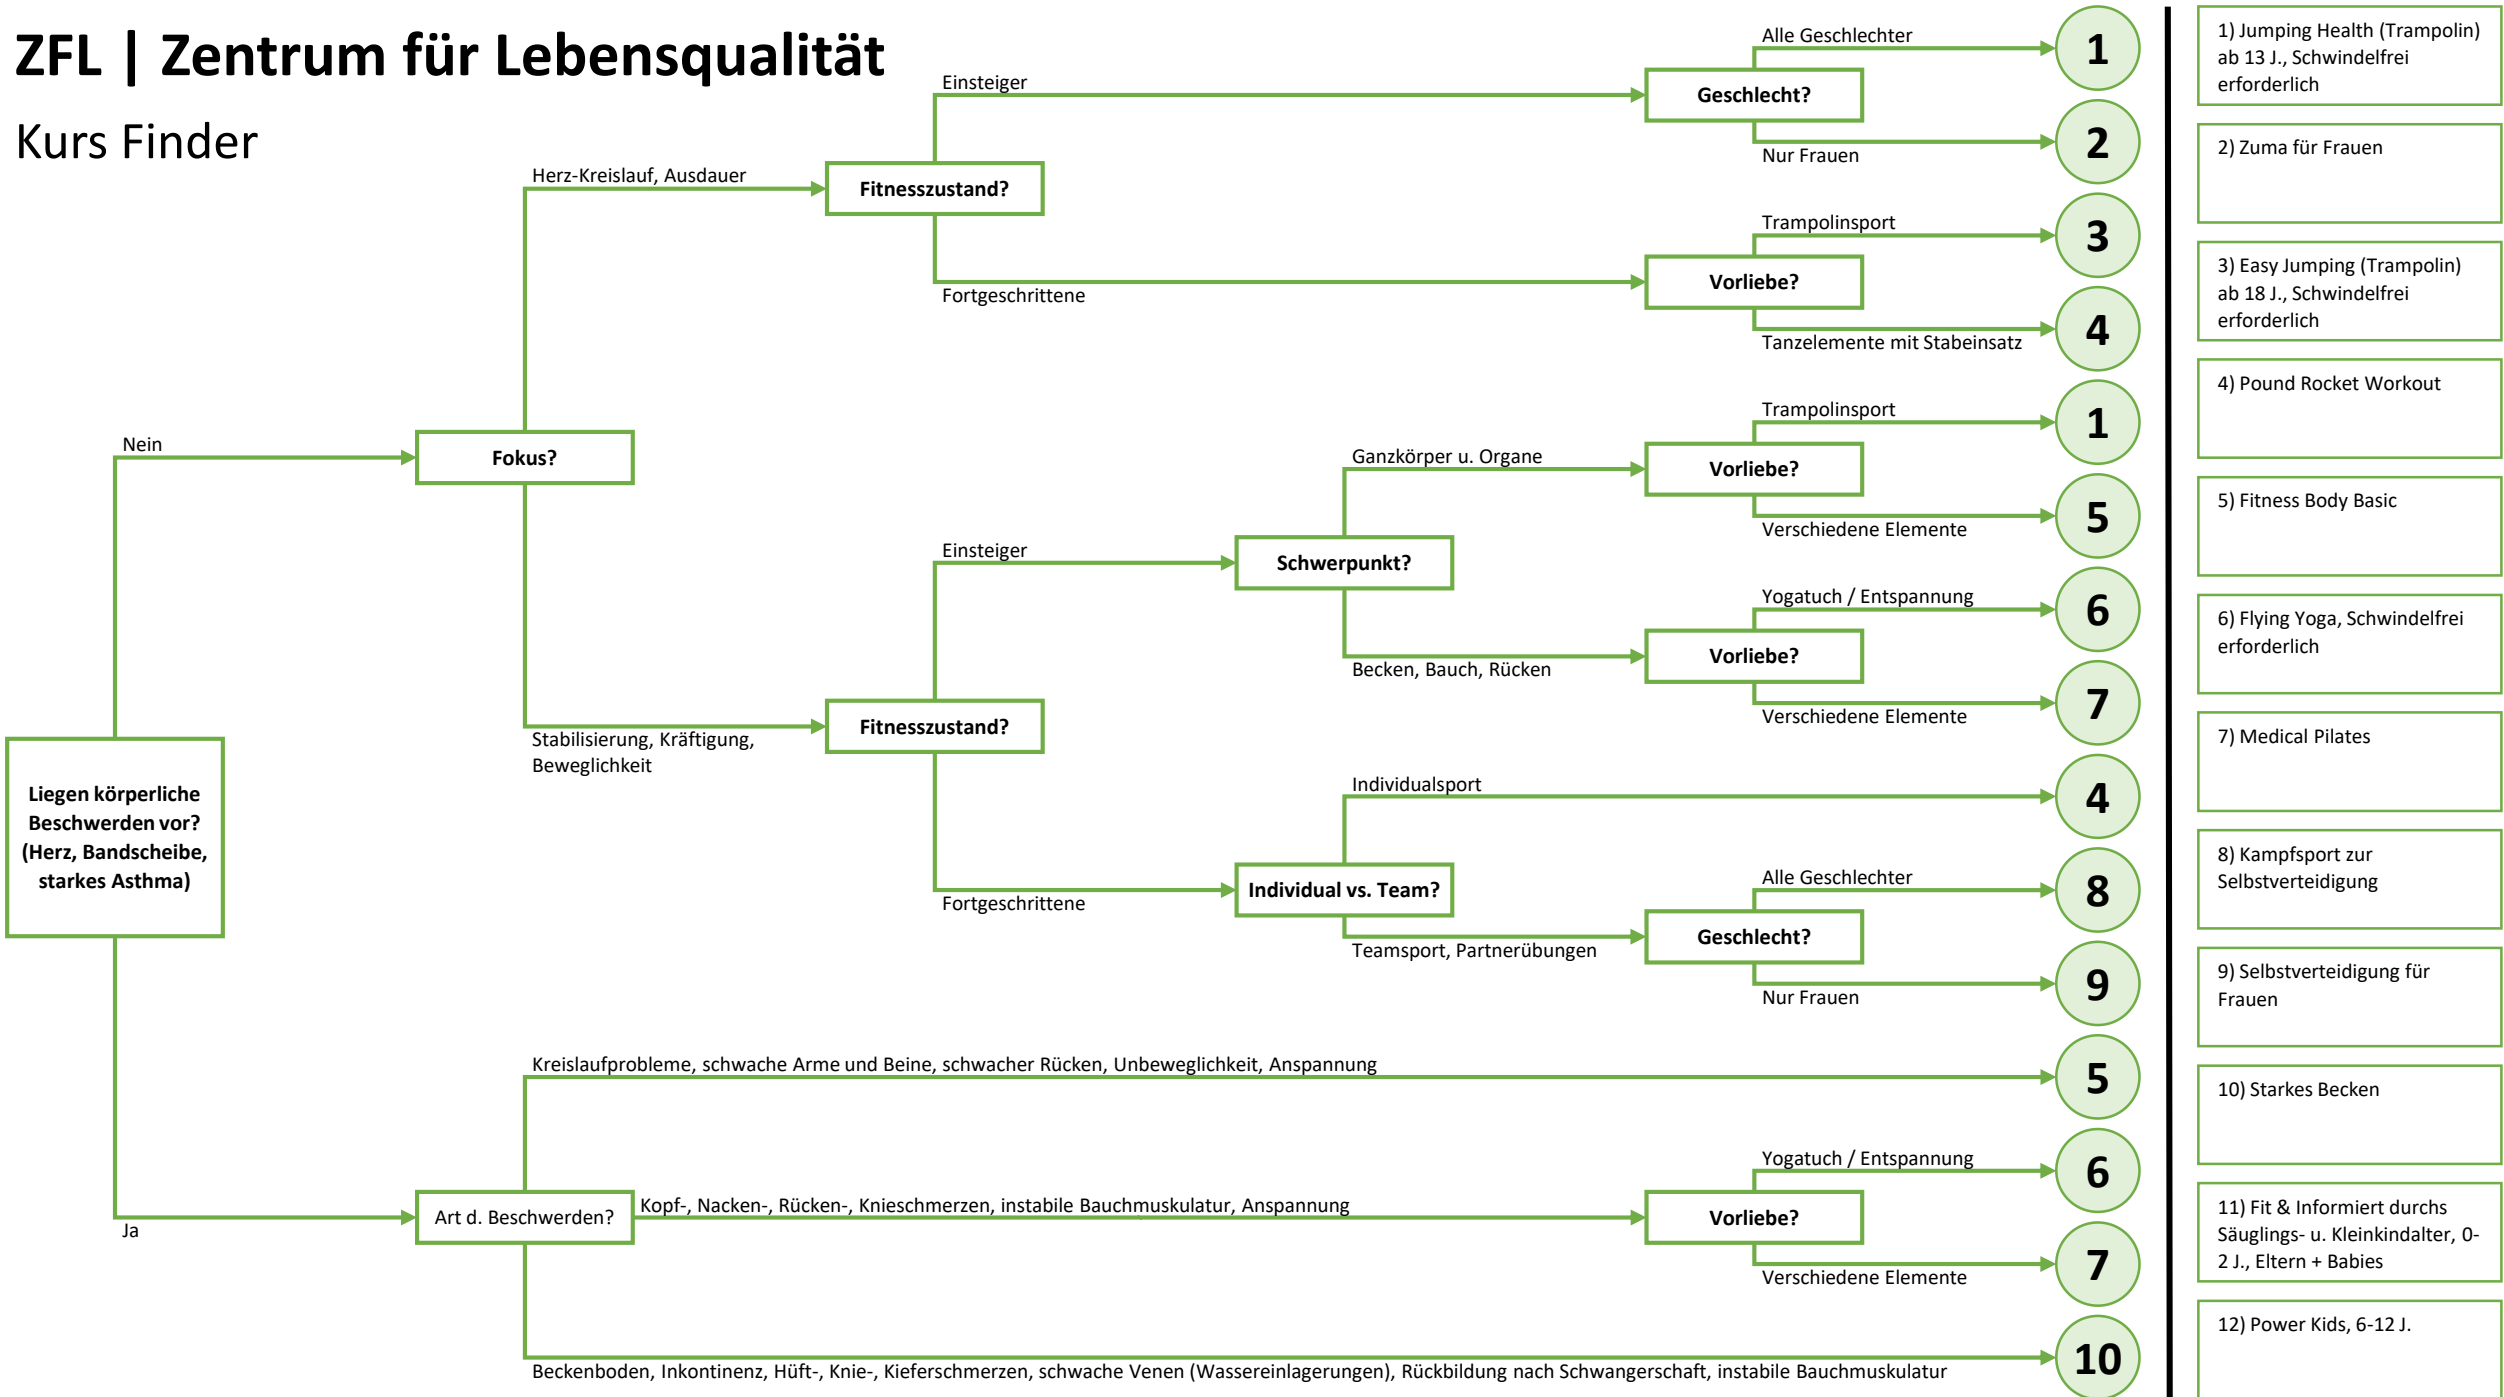 ZFL | Zentrum für Lebensqualität
Kurs Finder
Liegen körperliche
Beschwerden vor?
(Herz, Bandscheibe,
starkes Asthma)
Nein
Ja
Fokus?
Herz-Kreislauf, Ausdauer
Fitnesszustand?
Einsteiger
Geschlecht?
Alle Geschlechter
1
Nur Frauen
2
Fortgeschrittene
Vorliebe?
Trampolinsport
3
Tanzelemente mit Stabeinsatz
4
Stabilisierung, Kräftigung,
Beweglichkeit
Fitnesszustand?
Einsteiger
Schwerpunkt?
Ganzkörper u. Organe
Vorliebe?
Trampolinsport
1
Verschiedene Elemente
5
Becken, Bauch, Rücken
Vorliebe?
Yogatuch / Entspannung
6
Verschiedene Elemente
7
Fortgeschrittene
Individual vs. Team?
Individualsport
4
Teamsport, Partnerübungen
Geschlecht?
Alle Geschlechter
8
Nur Frauen
9
Art d. Beschwerden?
Kreislaufprobleme, schwache Arme und Beine, schwacher Rücken, Unbeweglichkeit, Anspannung
5
Kopf-, Nacken-, Rücken-, Knieschmerzen, instabile Bauchmuskulatur, Anspannung
Vorliebe?
Yogatuch / Entspannung
6
Verschiedene Elemente
7
Beckenboden, Inkontinenz, Hüft-, Knie-, Kieferschmerzen, schwache Venen (Wassereinlagerungen), Rückbildung nach Schwangerschaft, instabile Bauchmuskulatur
10
1) Jumping Health (Trampolin)
ab 13 J., Schwindelfrei
erforderlich
2) Zuma für Frauen
3) Easy Jumping (Trampolin)
ab 18 J., Schwindelfrei
erforderlich
4) Pound Rocket Workout
5) Fitness Body Basic
6) Flying Yoga, Schwindelfrei
erforderlich
7) Medical Pilates
8) Kampfsport zur
Selbstverteidigung
9) Selbstverteidigung für
Frauen
10) Starkes Becken
11) Fit & Informiert durchs
Säuglings- u. Kleinkindalter, 0-
2 J., Eltern + Babies
12) Power Kids, 6-12 J.